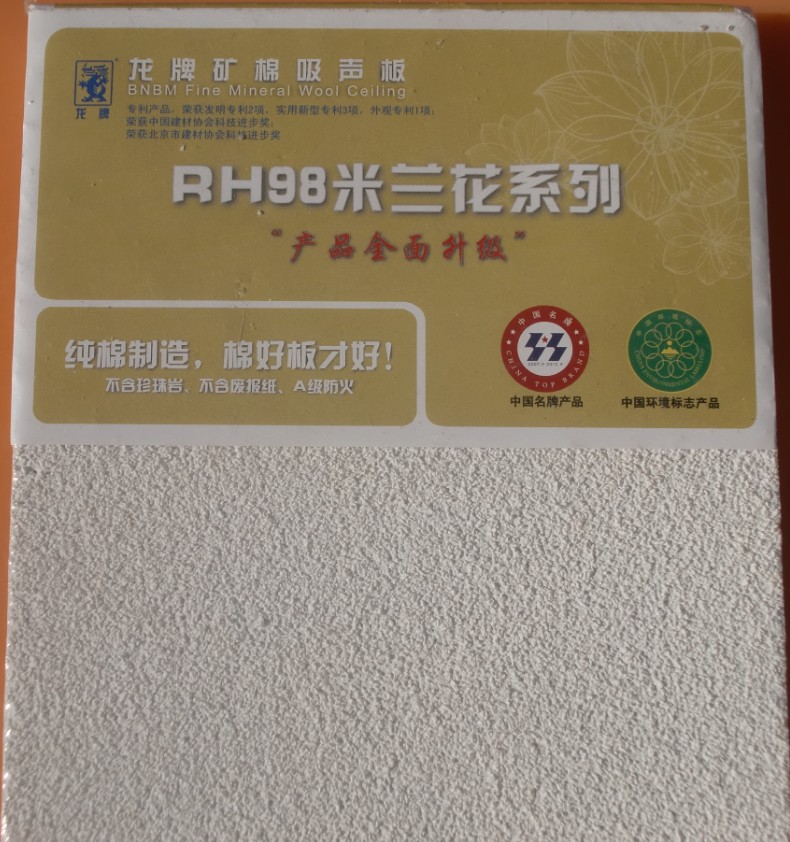 龙牌矿棉吸声板
BNBM Fine Mineral Wool Ceiling
龙牌
专利产品，荣获发明专利2项，实用新型专利3项，外观专利1项；
荣获中国建材协会科技进步奖；
荣获北京市建材协会科技进步奖
RH98米兰花系列
“产品全面升级”
纯棉制造，棉好板才好！
不含珍珠岩、不含废报纸、A级防火
中国名牌
CHINA TOP BRAND
中国名牌产品
中国环境标志产品